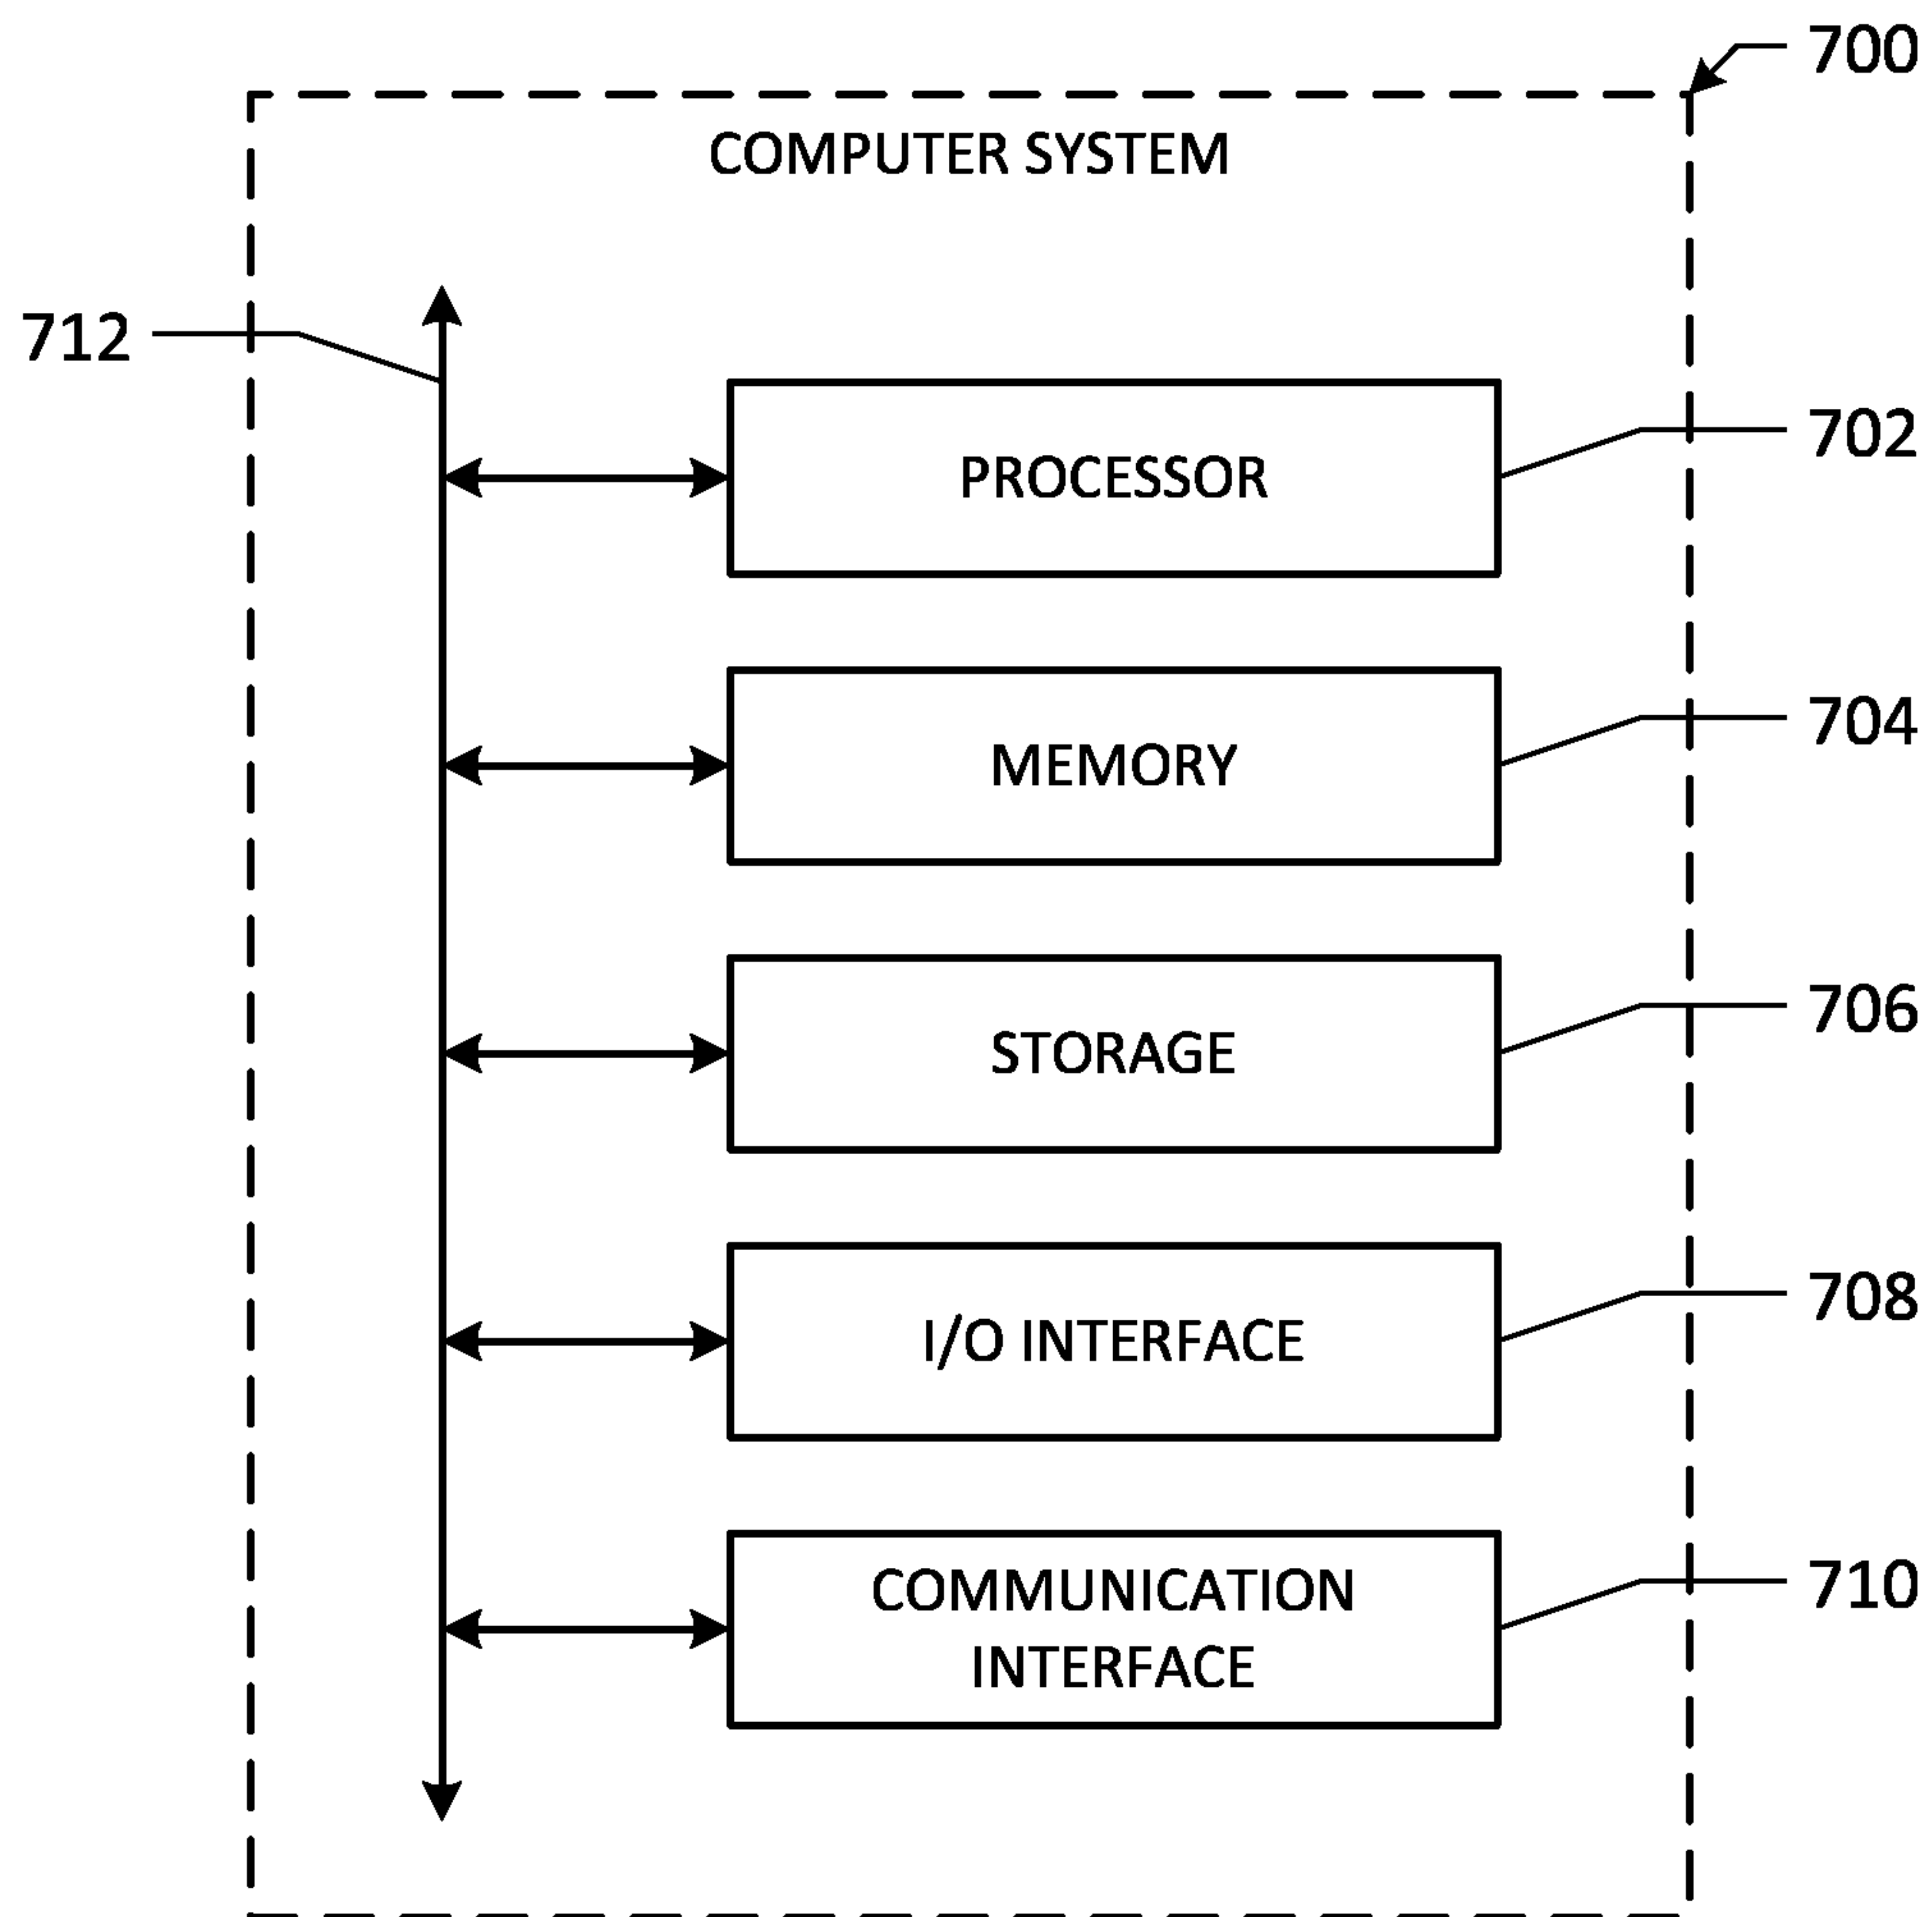 700
COMPUTER SYSTEM
712
702
PROCESSOR
704
MEMORY
706
STORAGE
708
I/O INTERFACE
710
COMMUNICATION
INTERFACE